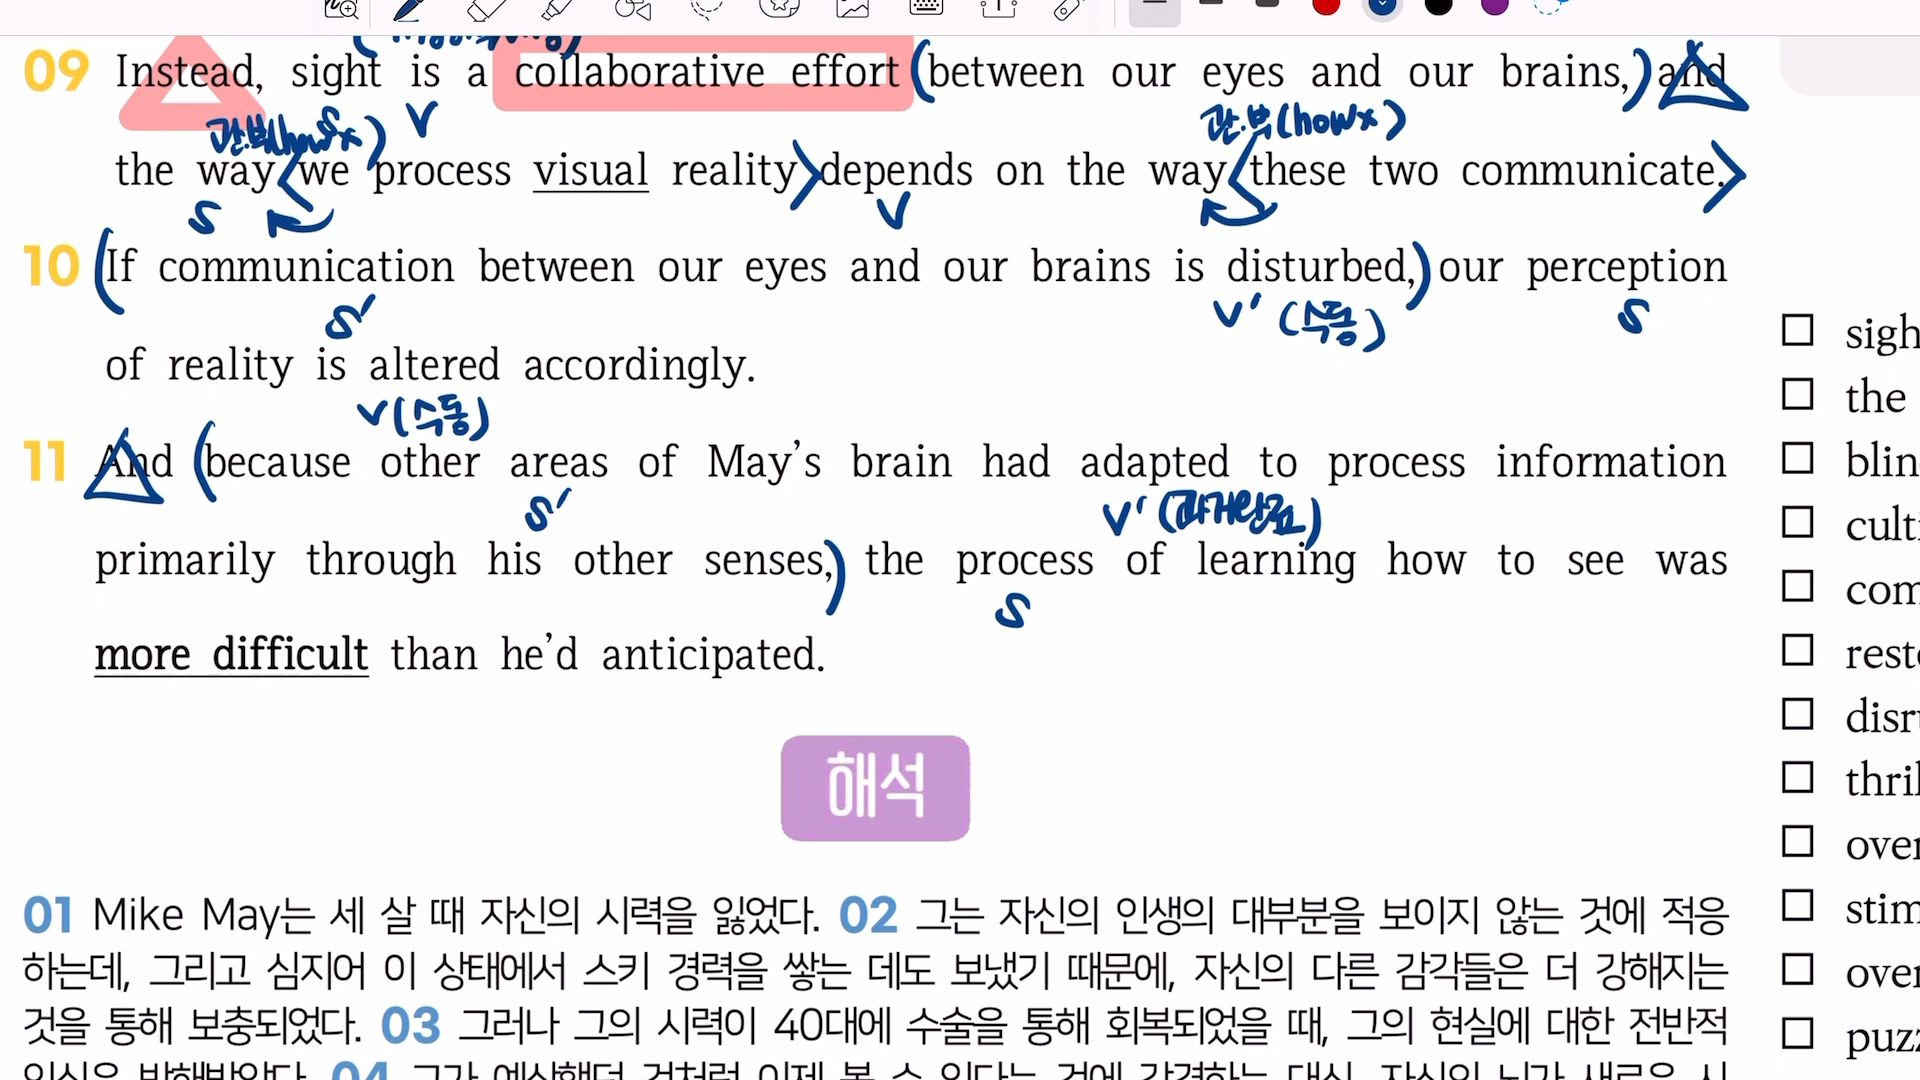 09 Instead, sight is a collaborative effort (between our eyes and our brains,) and
S V 관.부(howx) 관.부(howx)
the way <we process visual reality> depends on the way <these two communicate.>
S V
10 (If communication between our eyes and our brains is disturbed,) our perception
S' V' (수동) S
of reality is altered accordingly.
V (수동)
11 And (because other areas of May's brain had adapted to process information
S' V' (과거완료)
primarily through his other senses,) the process of learning how to see was
S
more difficult than he'd anticipated.
해석
01 Mike May는 세 살 때 자신의 시력을 잃었다. 02 그는 자신의 인생의 대부분을 보이지 않는 것에 적응
하는데, 그리고 심지어 이 상태에서 스키 경력을 쌓는 데도 보냈기 때문에, 자신의 다른 감각들은 더 강해지는
것을 통해 보충되었다. 03 그러나 그의 시력이 40대에 수술을 통해 회복되었을 때, 그의 현실에 대한 전반적
sigh
the
blin
culti
com
rest
disr
thril
over
stim
over
puzz